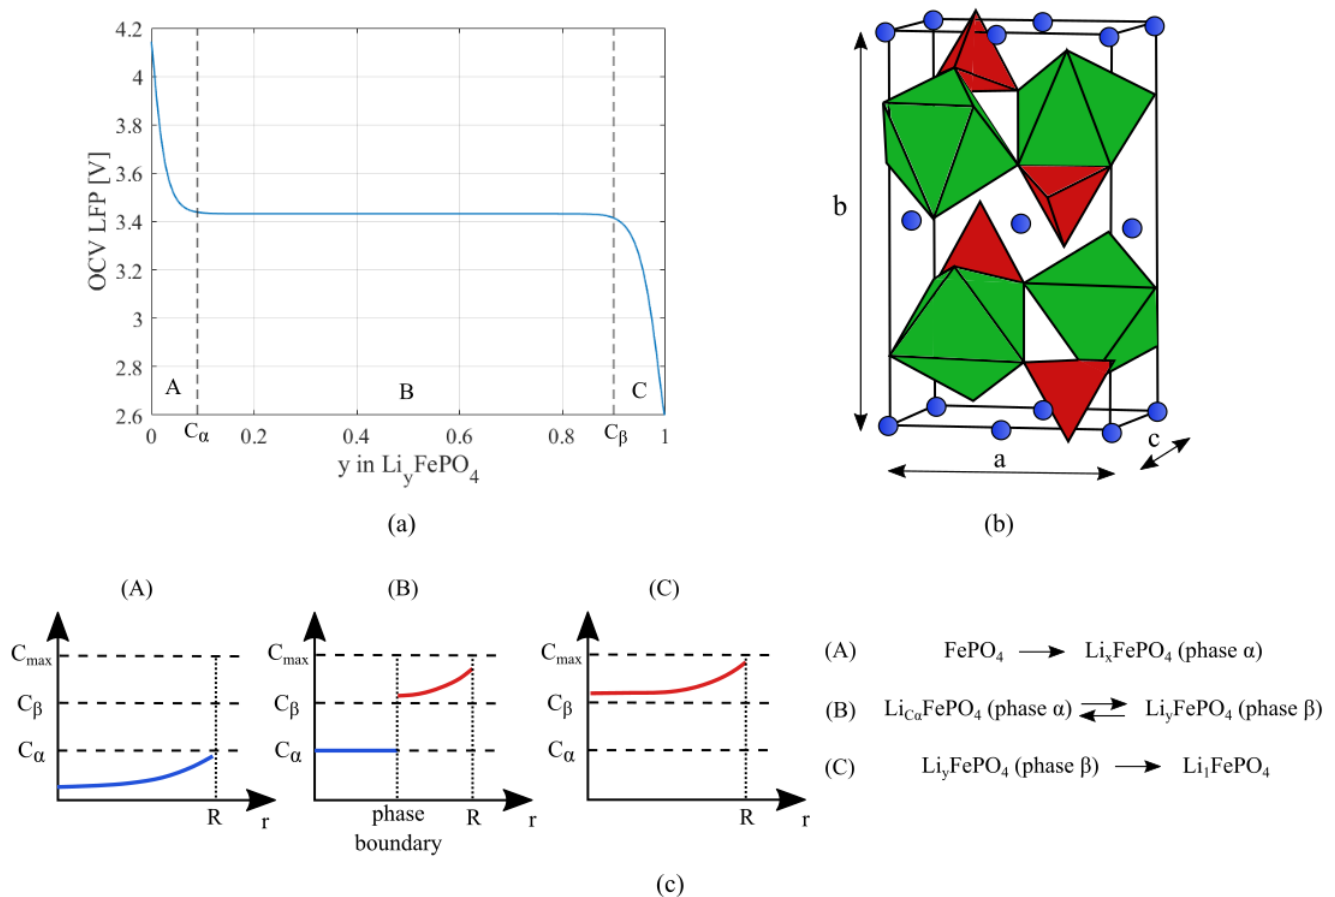 4.2
4
3.8
3.6
3.4
3.2
3
2.8
2.6
OCV LFP [V]
A
B
C
0
Cα
0.2
0.4
0.6
0.8
Cβ
1
y in LiyFePO4
(a)
b
a
c
(b)
(A)
Cmax
Cβ
Cα
R
r
(B)
Cmax
Cβ
Cα
phase
boundary
R
r
(C)
Cmax
Cβ
Cα
R
r
(A) FePO4 → LixFePO4 (phase α)
(B) LiCαFePO4 (phase α) ⇄ LiyFePO4 (phase β)
(C) LiyFePO4 (phase β) → Li1FePO4
(c)